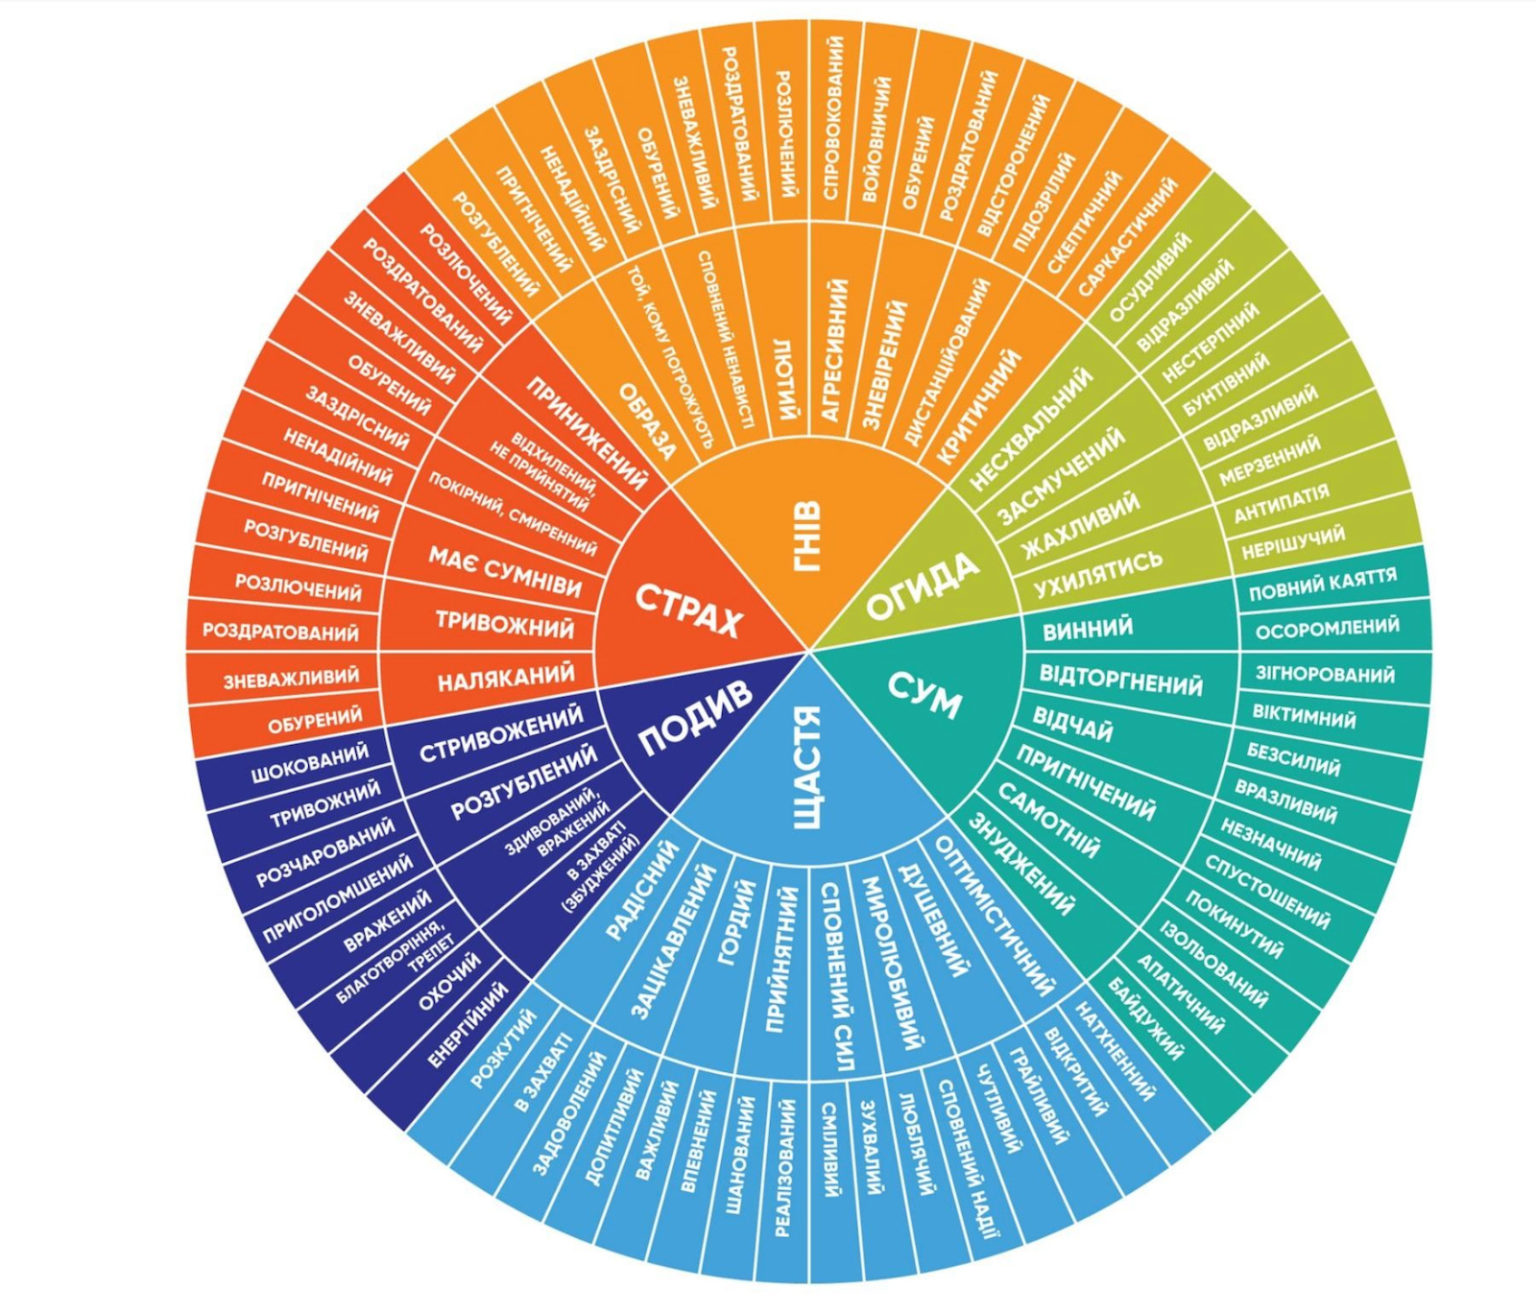 ГНІВ
ОГИДА
СУМ
ЩАСТЯ
ПОДИВ
СТРАХ
ОБРАЗА
ТОЙ, КОМУ ПОГРОЖУЮТЬ
СПОВНЕНИЙ НЕНАВИСТІ
ЛЮТИЙ
АГРЕСИВНИЙ
ЗНЕВІРЕНИЙ
ДИСТАНЦІЙОВАНИЙ
КРИТИЧНИЙ
НЕСХВАЛЬНИЙ
ЗАСМУЧЕНИЙ
ЖАХЛИВИЙ
УХИЛЯТИСЬ
ВИННИЙ
ВІДТОРГНЕНИЙ
ВІДЧАЙ
ПРИГНІЧЕНИЙ
САМОТНІЙ
ЗНУДЖЕНИЙ
ОПТИМІСТИЧНИЙ
ДУШЕВНИЙ
МИРОЛЮБИВИЙ
СПОВНЕНИЙ СИЛ
ПРИЙНЯТНИЙ
ГОРДИЙ
ЗАЦІКАВЛЕНИЙ
РАДІСНИЙ
В ЗАХВАТІ
(ЗБУДЖЕНИЙ)
ЗДИВОВАНИЙ,
ВРАЖЕНИЙ
РОЗГУБЛЕНИЙ
СТРИВОЖЕНИЙ
НАЛЯКАНИЙ
ТРИВОЖНИЙ
МАЄ СУМНІВИ
ПОКІРНИЙ, СМИРЕННИЙ
ВІДХИЛЕНИЙ,
НЕ ПРИЙНЯТИЙ
ПРИНИЖЕНИЙ
РОЗГУБЛЕНИЙ
ПРИГНІЧЕНИЙ
НЕНАДІЙНИЙ
ЗАЗДРІСНИЙ
ОБУРЕНИЙ
ЗНЕВАЖЛИВИЙ
РОЗДРАТОВАНИЙ
РОЗЛЮЧЕНИЙ
СПРОВОКОВАНИЙ
ВОЙОВНИЧИЙ
ОБУРЕНИЙ
РОЗДРАТОВАНИЙ
ВІДСТОРОНЕНИЙ
ПІДОЗРІЛИЙ
СКЕПТИЧНИЙ
САРКАСТИЧНИЙ
ОСУДЛИВИЙ
ВІДРАЗЛИВИЙ
НЕСТЕРПНИЙ
БУНТІВНИЙ
ВІДРАЗЛИВИЙ
МЕРЗЕННИЙ
АНТИПАТІЯ
НЕРІШУЧИЙ
ПОВНИЙ КАЯТТЯ
ОСОРОМЛЕНИЙ
ЗІГНОРОВАНИЙ
ВІКТИМНИЙ
БЕЗСИЛИЙ
ВРАЗЛИВИЙ
НЕЗНАЧНИЙ
СПУСТОШЕНИЙ
ПОКИНУТИЙ
ІЗОЛЬОВАНИЙ
АПАТИЧНИЙ
БАЙДУЖИЙ
НАТХНЕННИЙ
ВІДКРИТИЙ
ГРАЙЛИВИЙ
ЧУТЛИВИЙ
СПОВНЕНИЙ НАДІЇ
ЛЮБЛЯЧИЙ
ЗУХВАЛИЙ
СМІЛИВИЙ
РЕАЛІЗОВАНИЙ
ШАНОВАНИЙ
ВПЕВНЕНИЙ
ВАЖЛИВИЙ
ДОПИТЛИВИЙ
ЗАДОВОЛЕНИЙ
В ЗАХВАТІ
РОЗКУТИЙ
ЕНЕРГІЙНИЙ
ОХОЧИЙ
БЛАГОТВОРІННЯ,
ТРЕПЕТ
ВРАЖЕНИЙ
ПРИГОЛОМШЕНИЙ
РОЗЧАРОВАНИЙ
ТРИВОЖНИЙ
ШОКОВАНИЙ
ОБУРЕНИЙ
ЗНЕВАЖЛИВИЙ
РОЗДРАТОВАНИЙ
РОЗЛЮЧЕНИЙ
РОЗГУБЛЕНИЙ
ПРИГНІЧЕНИЙ
НЕНАДІЙНИЙ
ЗАЗДРІСНИЙ
ОБУРЕНИЙ
ЗНЕВАЖЛИВИЙ
РОЗДРАТОВАНИЙ
РОЗЛЮЧЕНИЙ